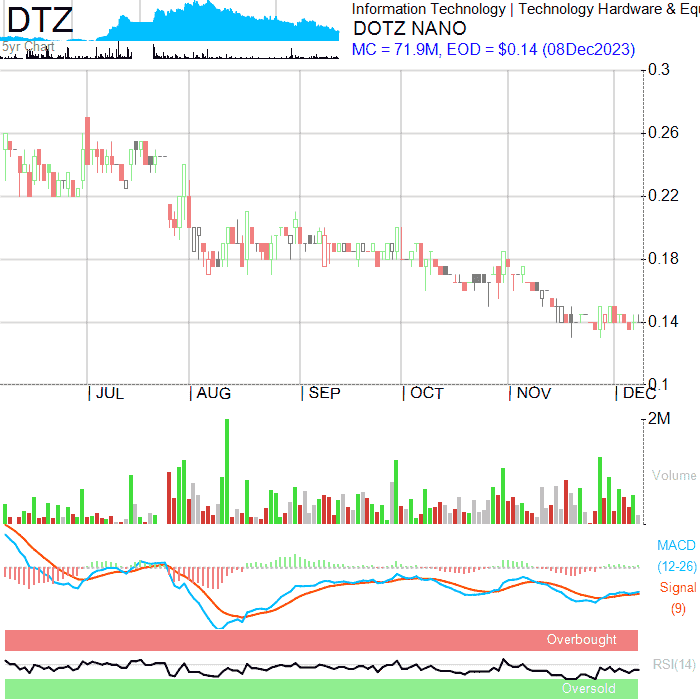 DTZ
Information Technology | Technology Hardware & Equ
DOTZ NANO
5yr Chart
MC = 71.9M, EOD = $0.14 (08Dec2023)
0.3
0.26
0.22
0.18
0.14
0.1
| JUL | AUG | SEP | OCT | NOV | DEC
2M
Volume
MACD
(12-26)
Signal
(9)
Overbought
RSI(14)
Oversold